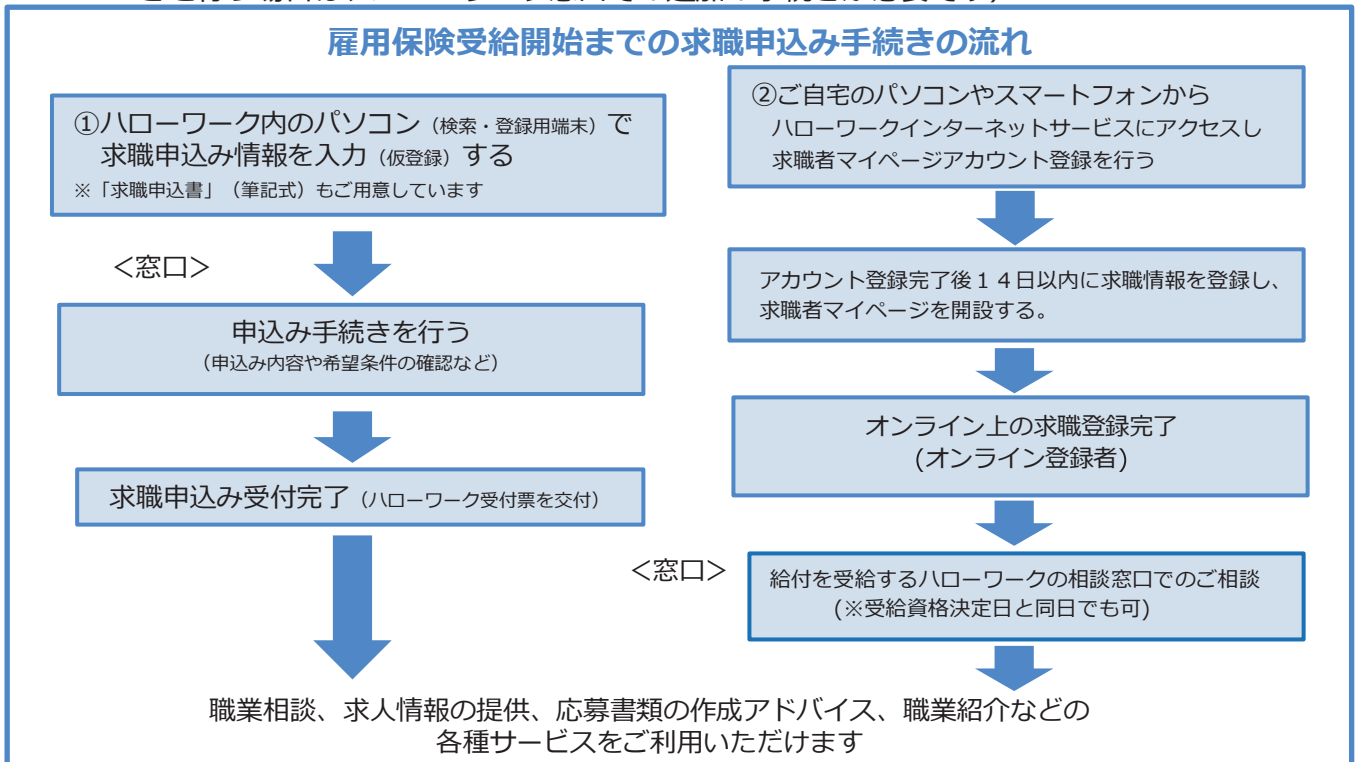 雇用保険受給開始までの求職申込み手続きの流れ
①ハローワーク内のパソコン（検索・登録用端末）で
求職申込み情報を入力（仮登録）する
※「求職申込書」（筆記式）もご用意しています
＜窓口＞
申込み手続きを行う
（申込み内容や希望条件の確認など）
求職申込み受付完了（ハローワーク受付票を交付）
②ご自宅のパソコンやスマートフォンから
ハローワークインターネットサービスにアクセスし
求職者マイページアカウント登録を行う
アカウント登録完了後１４日以内に求職情報を登録し、
求職者マイページを開設する。
オンライン上の求職登録完了
(オンライン登録者)
＜窓口＞
給付を受給するハローワークの相談窓口でのご相談
(※受給資格決定日と同日でも可)
職業相談、求人情報の提供、応募書類の作成アドバイス、職業紹介などの
各種サービスをご利用いただけます